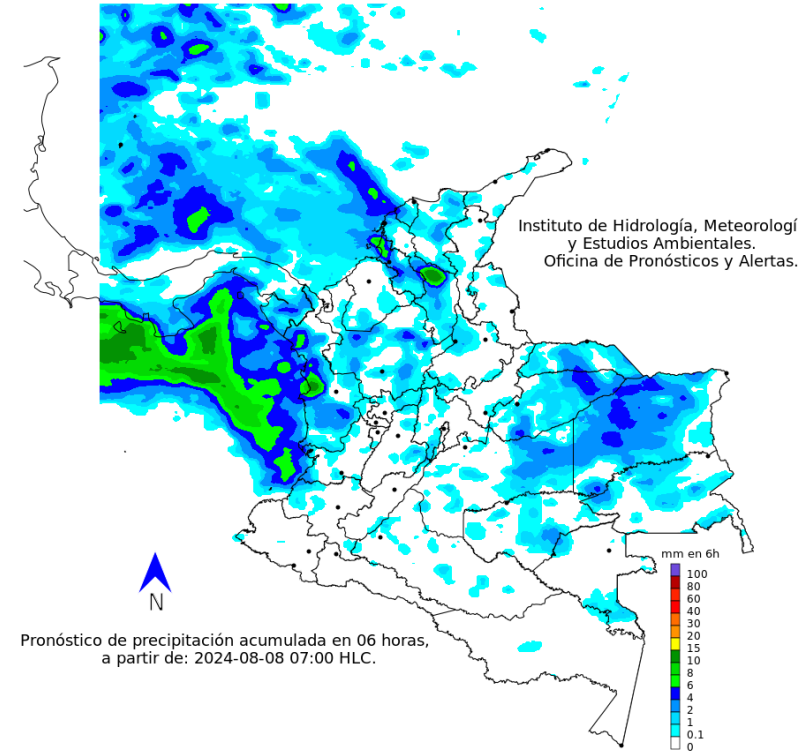 Instituto de Hidrología, Meteorologí
y Estudios Ambientales.
Oficina de Pronósticos y Alertas.
mm en 6h
100
80
60
40
30
20
15
10
8
6
4
2
1
0.1
0
N
Pronóstico de precipitación acumulada en 06 horas,
a partir de: 2024-08-08 07:00 HLC.